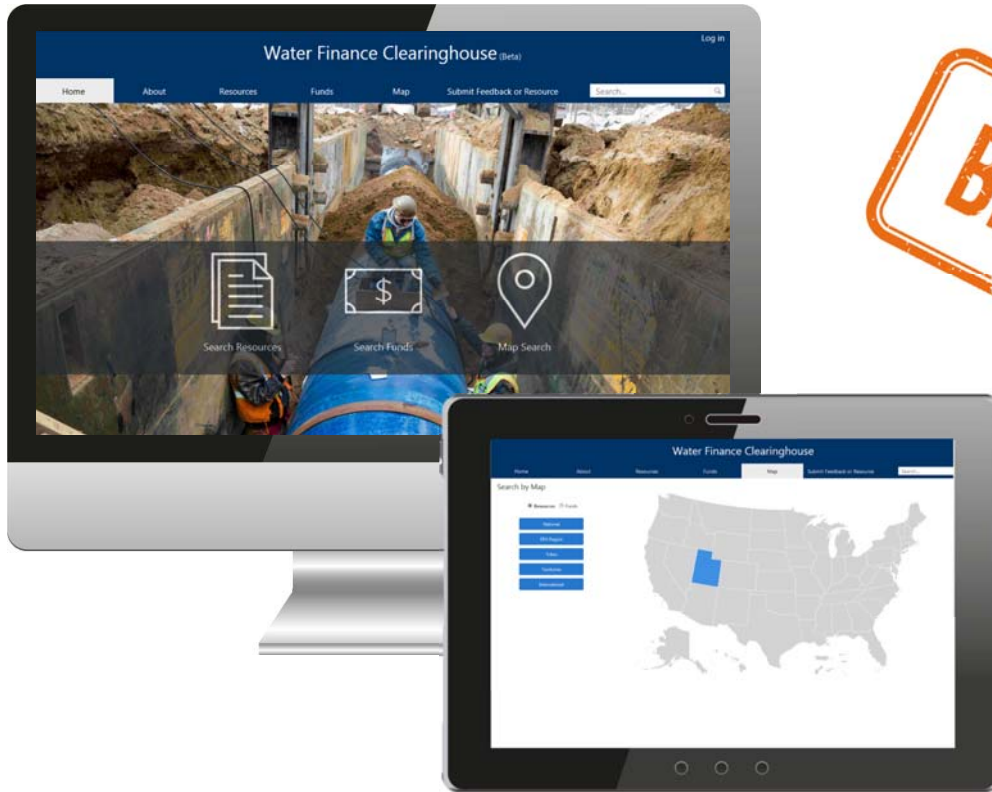 Log in
Water Finance Clearinghouse (Beta)
Home About Resources Funds Map Submit Feedback or Resource Search...
$
Search Resources Search Funds Map Search
Water Finance Clearinghouse
Home About Resources Funds Map Submit Feedback or Resource Search...
Search by Map
Resources Funds
National
EPA Region
Tribes
Territories
International